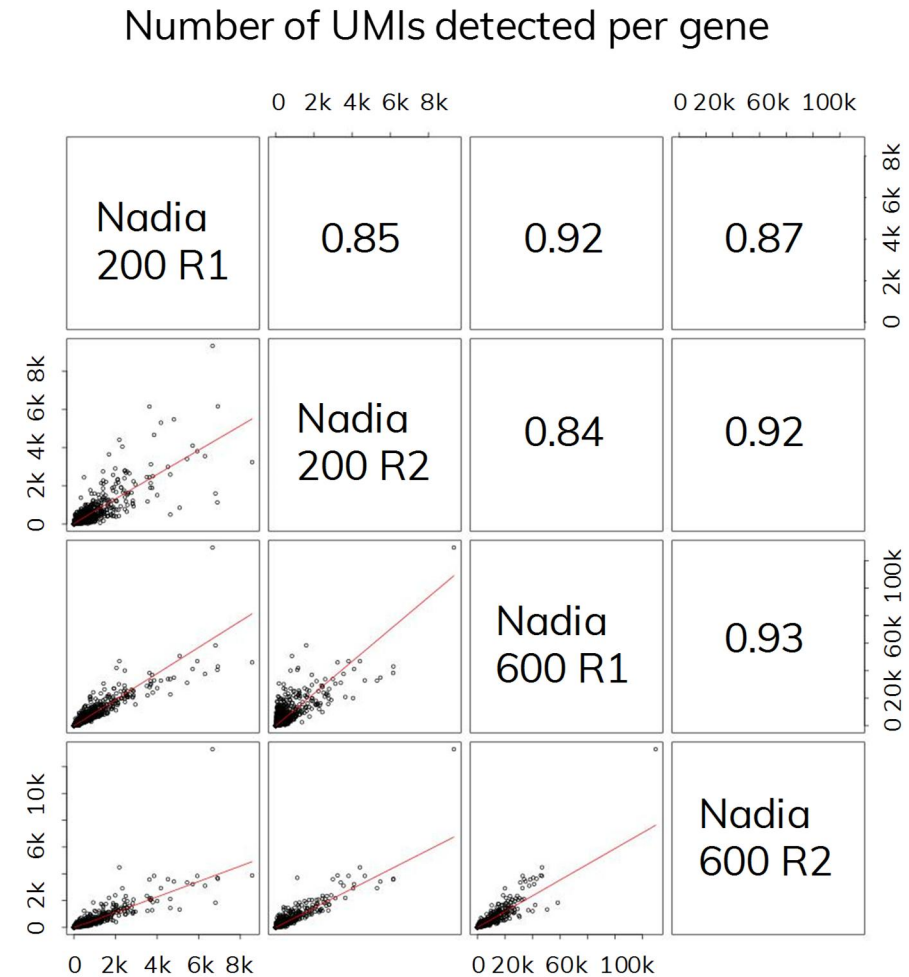 Number of UMIs detected per gene
0 2k 4k 6k 8k
0 20k 60k 100k
Nadia
200 R1
0.85
0.92
0.87
0 2k 4k 6k 8k
0 2k 4k 6k 8k
Nadia
200 R2
0.84
0.92
Nadia
600 R1
0.93
0 20k 60k 100k
0 2k 6k 10k
Nadia
600 R2
0 2k 4k 6k 8k
0 20k 60k 100k